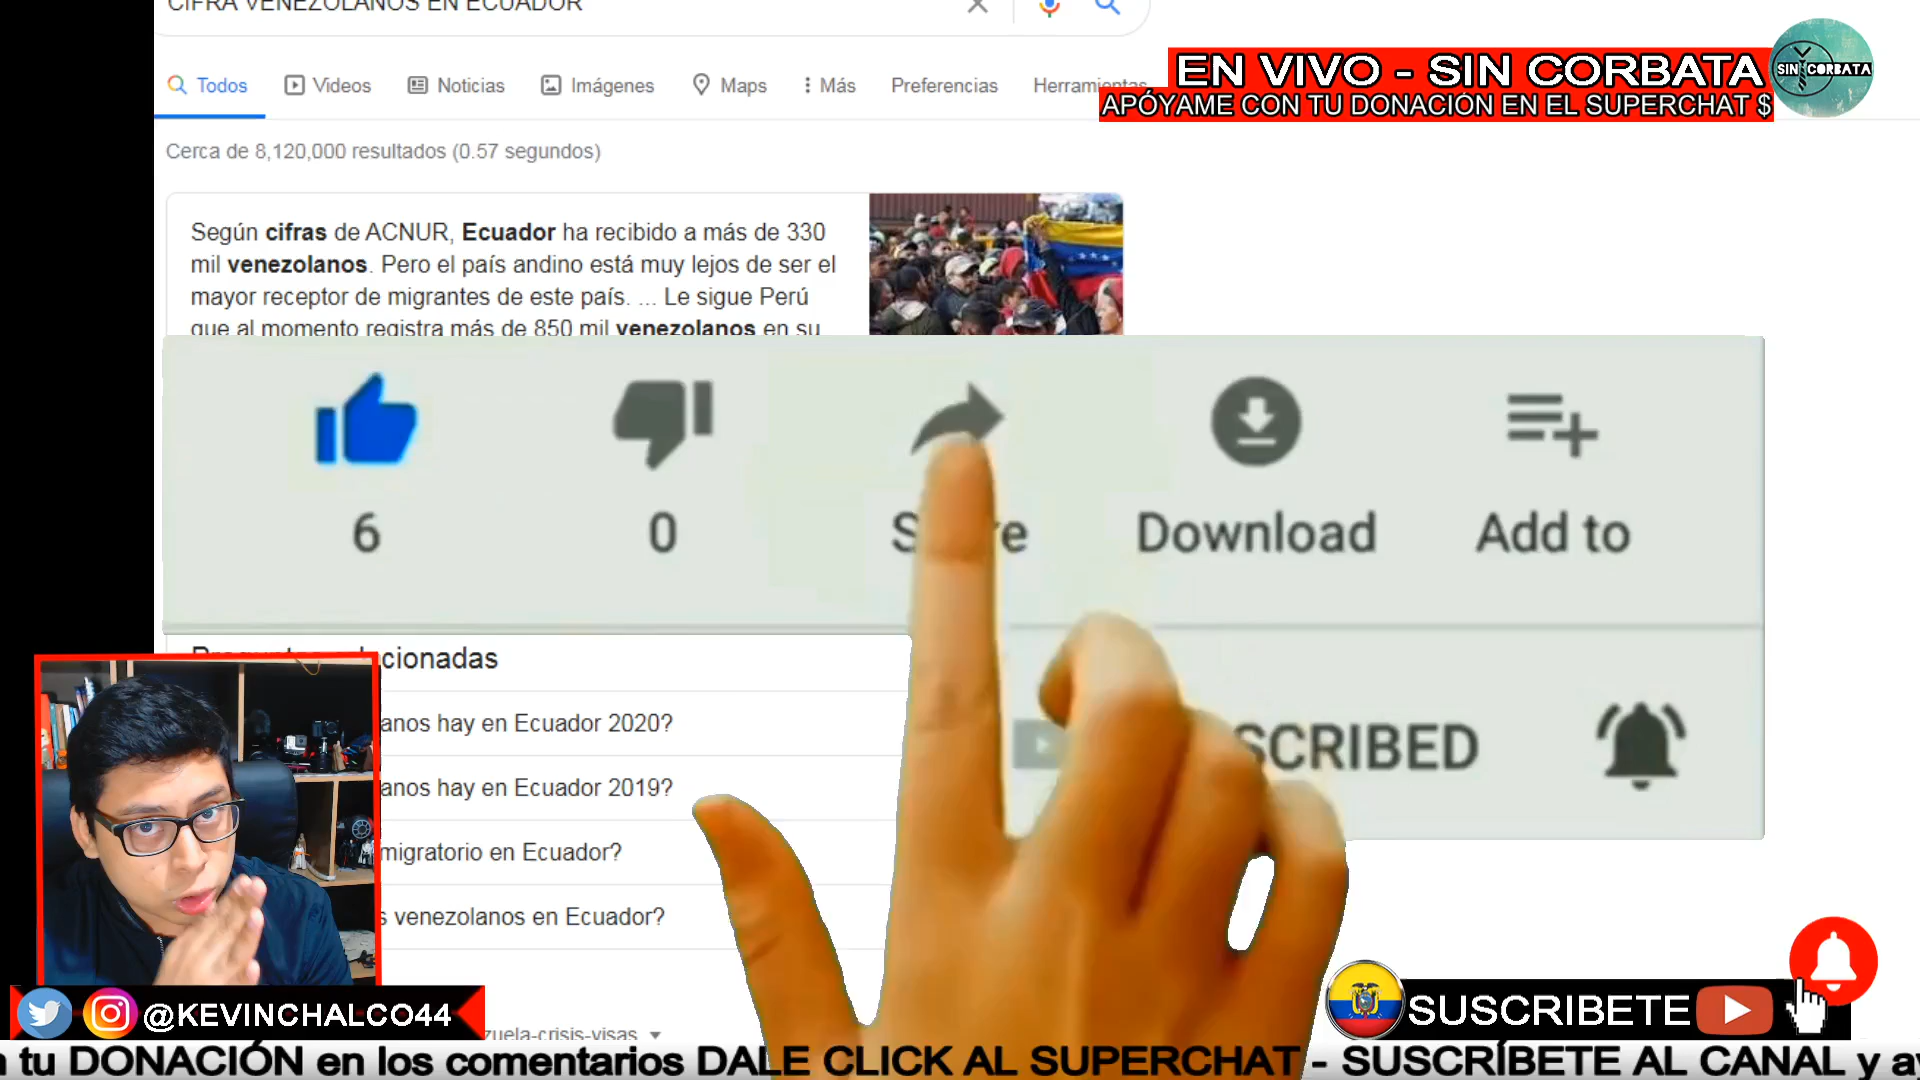 CIFRA VENEZOLANOS EN ECUADOR
EN VIVO - SIN CORBATA
SIN CORBATA
APÓYAME CON TU DONACIÓN EN EL SUPERCHAT $
Todos Videos Noticias Imágenes Maps Más Preferencias Herramientas
Cerca de 8,120,000 resultados (0.57 segundos)
Según cifras de ACNUR, Ecuador ha recibido a más de 330
mil venezolanos. Pero el país andino está muy lejos de ser el
mayor receptor de migrantes de este país. ... Le sigue Perú
que al momento registra más de 850 mil venezolanos en su
6 0 Download Add to
cionadas
SCRIBED
anos hay en Ecuador 2020?
anos hay en Ecuador 2019?
migratorio en Ecuador?
s venezolanos en Ecuador?
@KEVINCHALCO44
zuela-crisis-visas
SUSCRIBETE
n tu DONACIÓN en los comentarios DALE CLICK AL SUPERCHAT - SUSCRÍBETE AL CANAL y ay